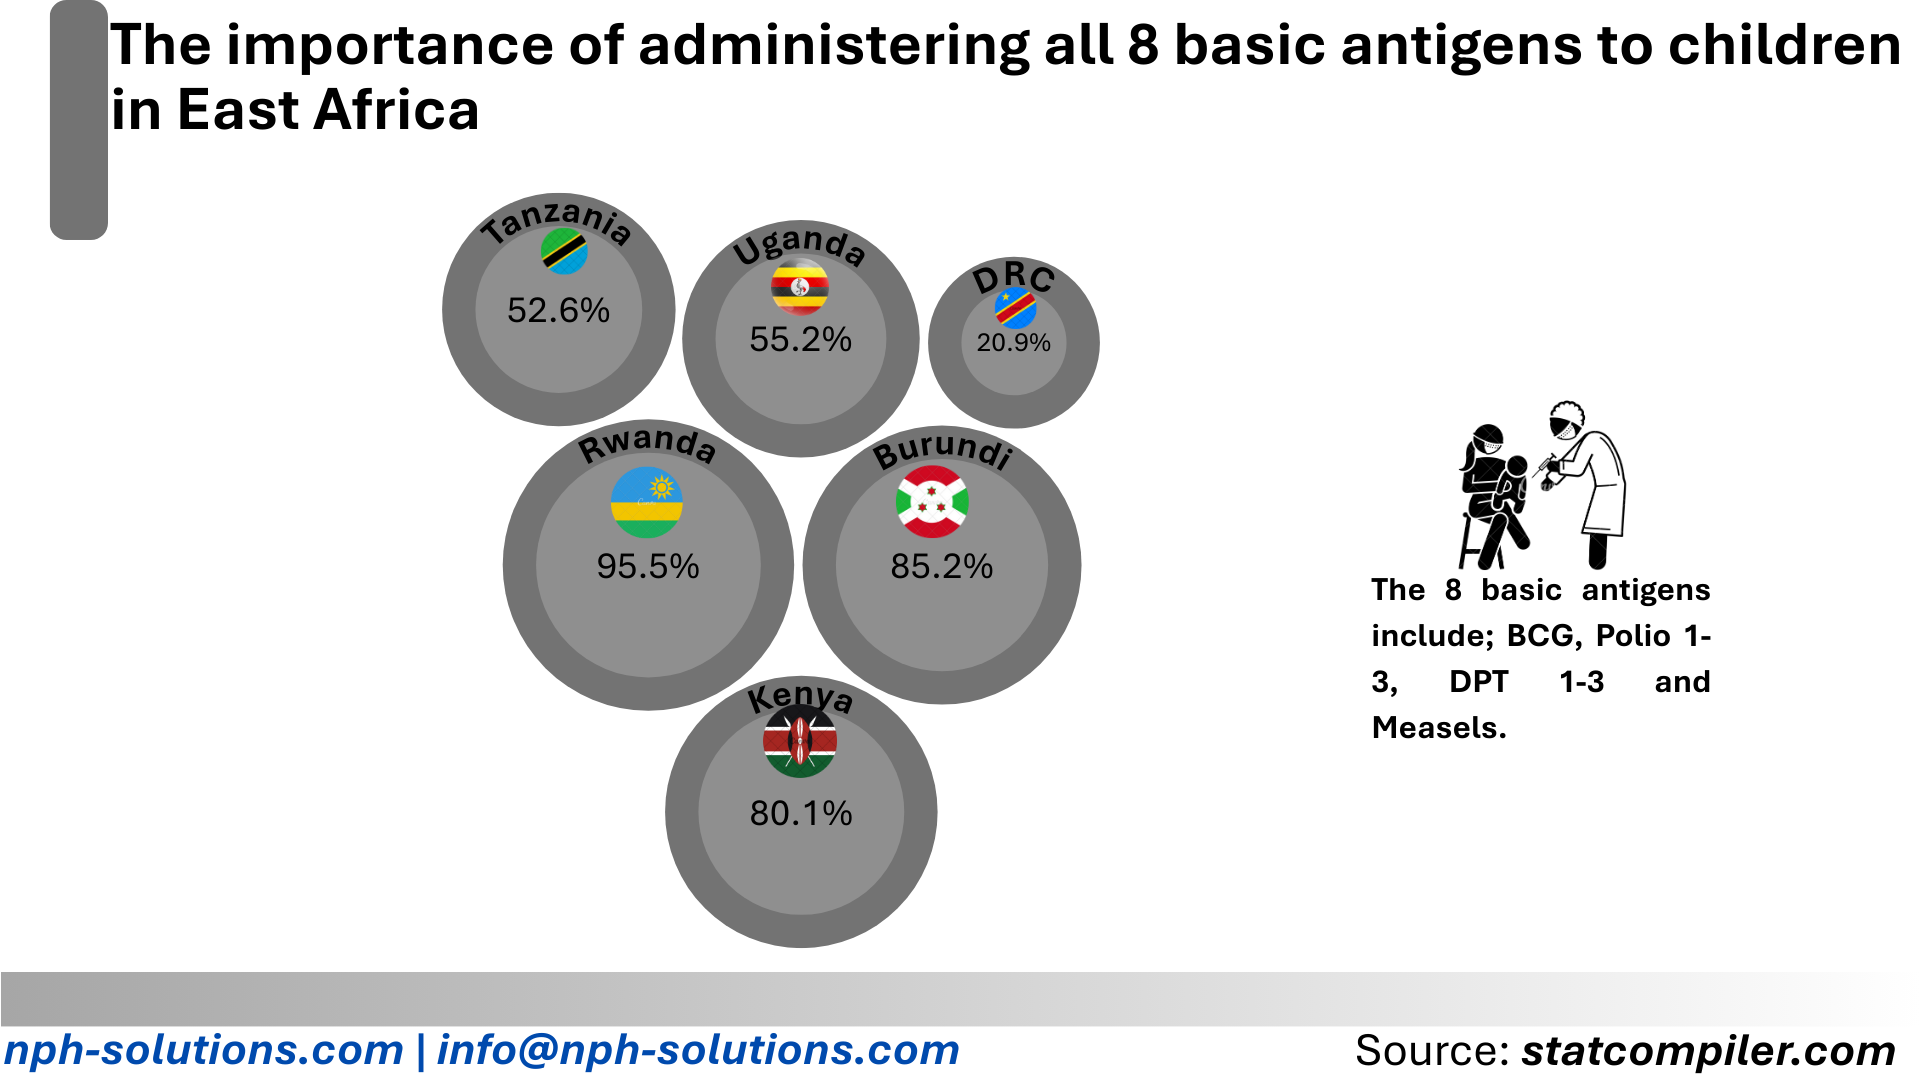 The importance of administering all 8 basic antigens to children
in East Africa
Tanzania
52.6%
Uganda
55.2%
DRC
20.9%
Rwanda
95.5%
Burundi
85.2%
Kenya
80.1%
The 8 basic antigens
include; BCG, Polio 1-
3, DPT 1-3 and
Measels.
nph-solutions.com | info@nph-solutions.com
Source: statcompiler.com